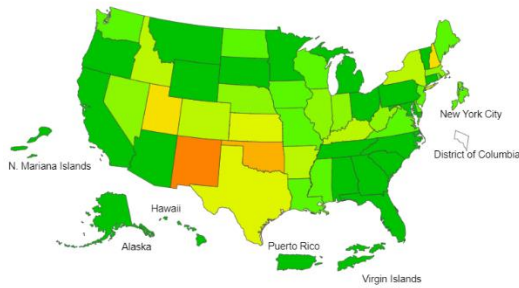 New York City
District of Columbia
N. Mariana Islands
Hawaii
Alaska
Puerto Rico
Virgin Islands